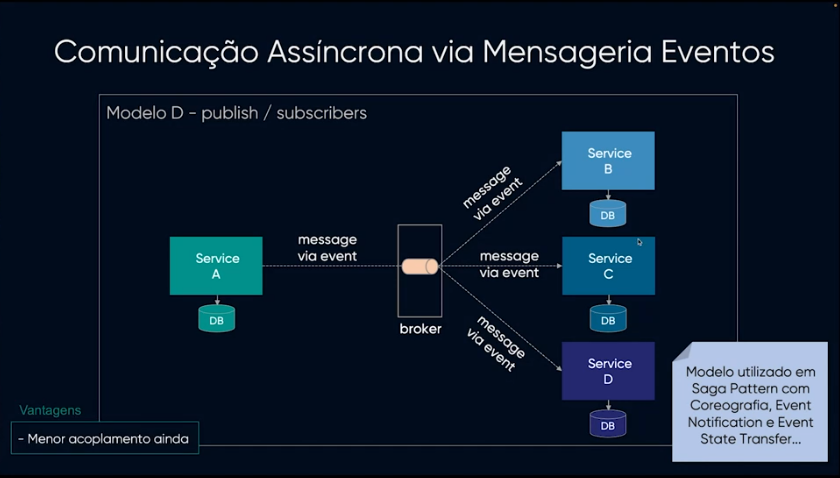 Comunicação Assíncrona via Mensageria Eventos
Modelo D - publish / subscribers
Service
A
DB
message
via event
broker
message
via event
Service
B
DB
message
via event
Service
C
DB
message
via event
Service
D
DB
Vantagens
- Menor acoplamento ainda
Modelo utilizado em
Saga Pattern com
Coreografia, Event
Notification e Event
State Transfer...